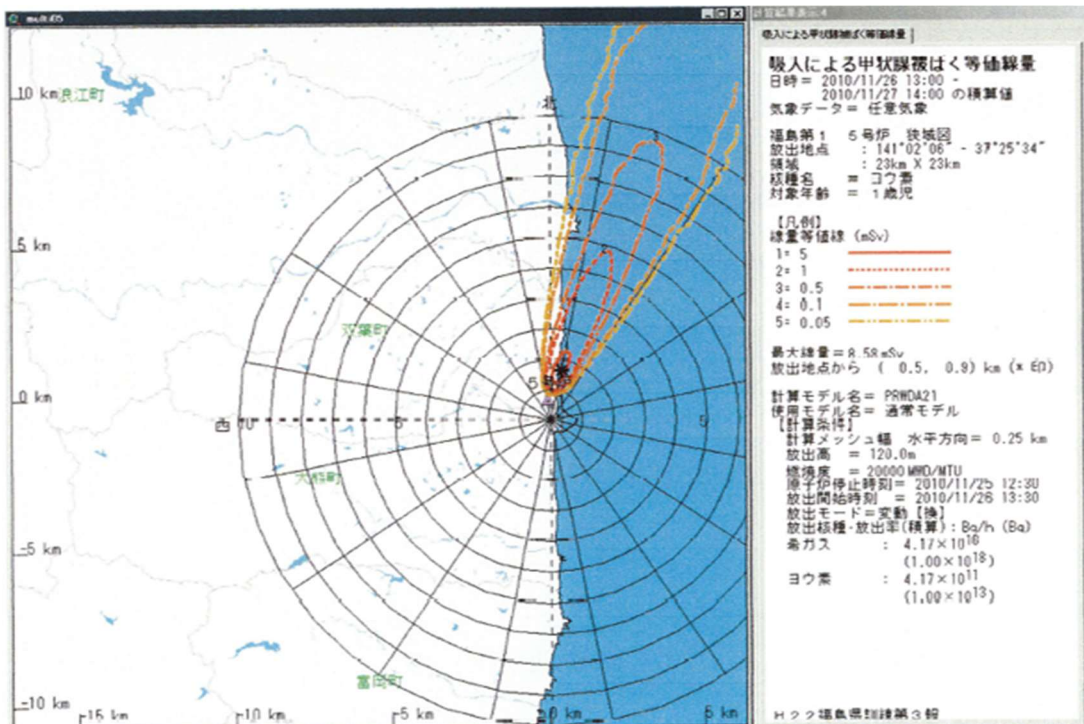 計算結果表示4
吸入による甲状腺被ばく等価線量
10 km
浪江町
北
5 km
双葉町
0 km
西 10
5
大熊町
-5 km
富岡町
-10 km
-15 km
-10 km
-5 km
0 km
5 km
吸入による甲状腺被ばく等価線量
日時= 2010/11/26 13:00 -
2010/11/27 14:00 の積算値
気象データ= 任意気象
福島第1 5号炉 狭域図
放出地点 : 141°02'06" - 37°25'34"
領域 : 23km X 23km
核種名 = ヨウ素
対象年齢 = 1歳児
【凡例】
線量等値線 (mSv)
1= 5
2= 1
3= 0.5
4= 0.1
5= 0.05
最大線量=8.58mSv
放出地点から ( 0.5, 0.9) km (* 印)
計算モデル名= PRWDA21
使用モデル名= 通常モデル
【計算条件】
計算メッシュ幅 水平方向= 0.25 km
放出高 = 120.0m
燃焼度 = 20000MWD/MTU
原子炉停止時刻= 2010/11/25 12:30
放出開始時刻 = 2010/11/26 13:30
放出モード=変動【換】
放出核種・放出率(積算):Bq/h (Bq)
希ガス : 4.17×10¹⁶
(1.00×10¹⁸)
ヨウ素 : 4.17×10¹¹
(1.00×10¹³)
H22福島県訓練第3報